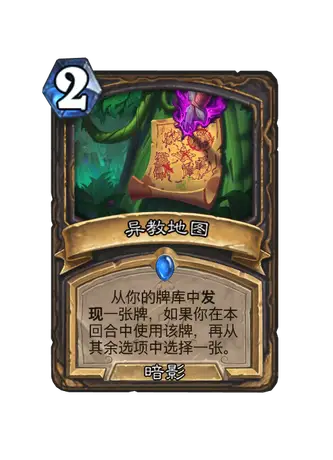 2
异教地图
从你的牌库中发
现一张牌，如果你在本
回合中使用该牌，再从
其余选项中选择一张。
暗影